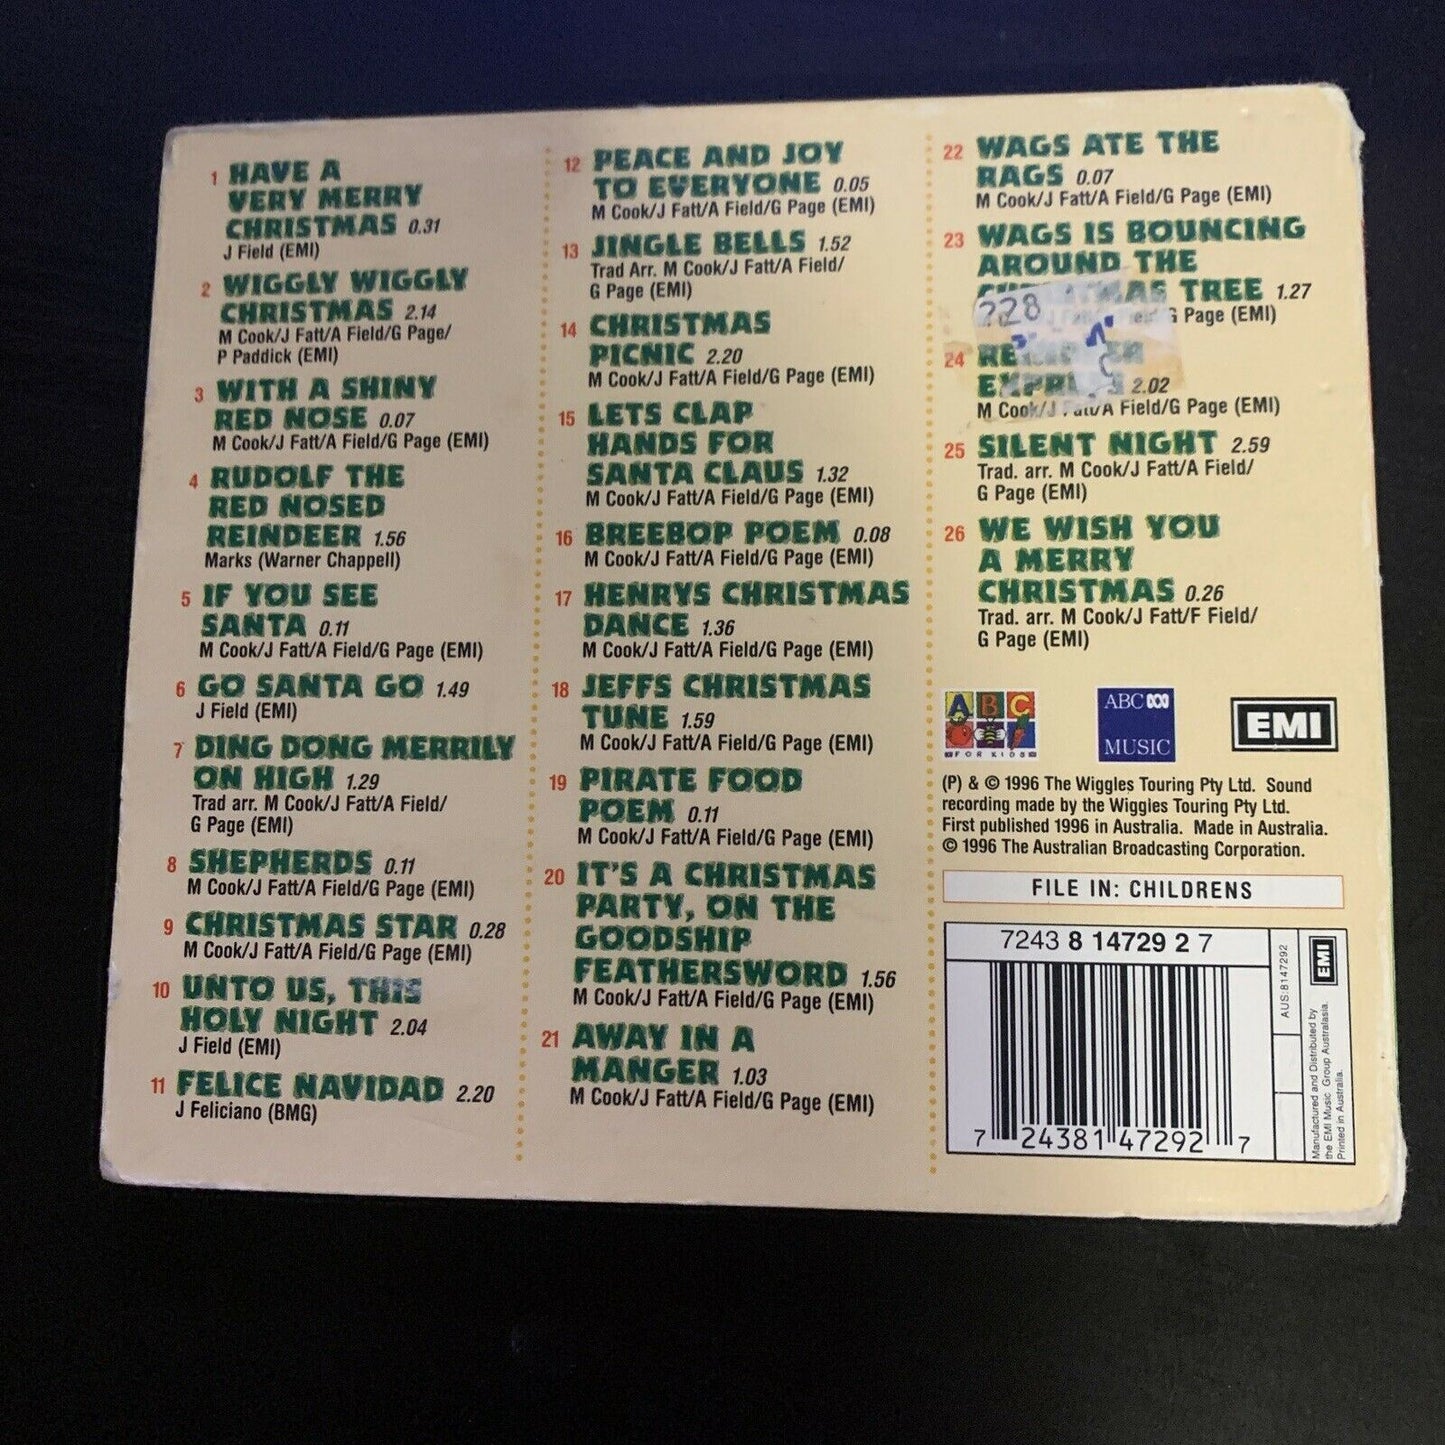 1 HAVE A
VERY MERRY
CHRISTMAS 0.31
J Field (EMI)
2 WIGGLY WIGGLY
CHRISTMAS 2.14
M Cook/J Fatt/A Field/G Page/
P Paddick (EMI)
3 WITH A SHINY
RED NOSE 0.07
M Cook/J Fatt/A Field/G Page (EMI)
4 RUDOLF THE
RED NOSED
REINDEER 1.56
Marks (Warner Chappell)
5 IF YOU SEE
SANTA 0.11
M Cook/J Fatt/A Field/G Page (EMI)
6 GO SANTA GO 1.49
J Field (EMI)
7 DING DONG MERRILY
ON HIGH 1.29
Trad arr. M Cook/J Fatt/A Field/
G Page (EMI)
8 SHEPHERDS 0.11
M Cook/J Fatt/A Field/G Page (EMI)
9 CHRISTMAS STAR 0.28
M Cook/J Fatt/A Field/G Page (EMI)
10 UNTO US, THIS
HOLY NIGHT 2.04
J Field (EMI)
11 FELICE NAVIDAD 2.20
J Feliciano (BMG)
12 PEACE AND JOY
TO EVERYONE 0.05
M Cook/J Fatt/A Field/G Page (EMI)
13 JINGLE BELLS 1.52
Trad Arr. M Cook/J Fatt/A Field/
G Page (EMI)
14 CHRISTMAS
PICNIC 2.20
M Cook/J Fatt/A Field/G Page (EMI)
15 LETS CLAP
HANDS FOR
SANTA CLAUS 1.32
M Cook/J Fatt/A Field/G Page (EMI)
16 BREEBOP POEM 0.08
M Cook/J Fatt/A Field/G Page (EMI)
17 HENRYS CHRISTMAS
DANCE 1.36
M Cook/J Fatt/A Field/G Page (EMI)
18 JEFFS CHRISTMAS
TUNE 1.59
M Cook/J Fatt/A Field/G Page (EMI)
19 PIRATE FOOD
POEM 0.11
M Cook/J Fatt/A Field/G Page (EMI)
20 IT'S A CHRISTMAS
PARTY, ON THE
GOODSHIP
FEATHERSWORD 1.56
M Cook/J Fatt/A Field/G Page (EMI)
21 AWAY IN A
MANGER 1.03
M Cook/J Fatt/A Field/G Page (EMI)
22 WAGS ATE THE
RAGS 0.07
M Cook/J Fatt/A Field/G Page (EMI)
23 WAGS IS BOUNCING
AROUND THE
CHRISTMAS TREE 1.27
G Page (EMI)
228
24
2.02
M Cook/J Fatt/A Field/G Page (EMI)
25 SILENT NIGHT 2.59
Trad. arr. M Cook/J Fatt/A Field/
G Page (EMI)
26 WE WISH YOU
A MERRY
CHRISTMAS 0.26
Trad. arr. M Cook/J Fatt/F Field/
G Page (EMI)
ABC
FOR KIDS
ABC
MUSIC
EMI
(P) & © 1996 The Wiggles Touring Pty Ltd. Sound
recording made by the Wiggles Touring Pty Ltd.
First published 1996 in Australia. Made in Australia.
© 1996 The Australian Broadcasting Corporation.
FILE IN: CHILDRENS
7243 8 14729 2 7
7 24381 47292 7
AUS:8147292
EMI
Manufactured and Distributed by
the EMI Music Group Australasia.
Printed in Australia.